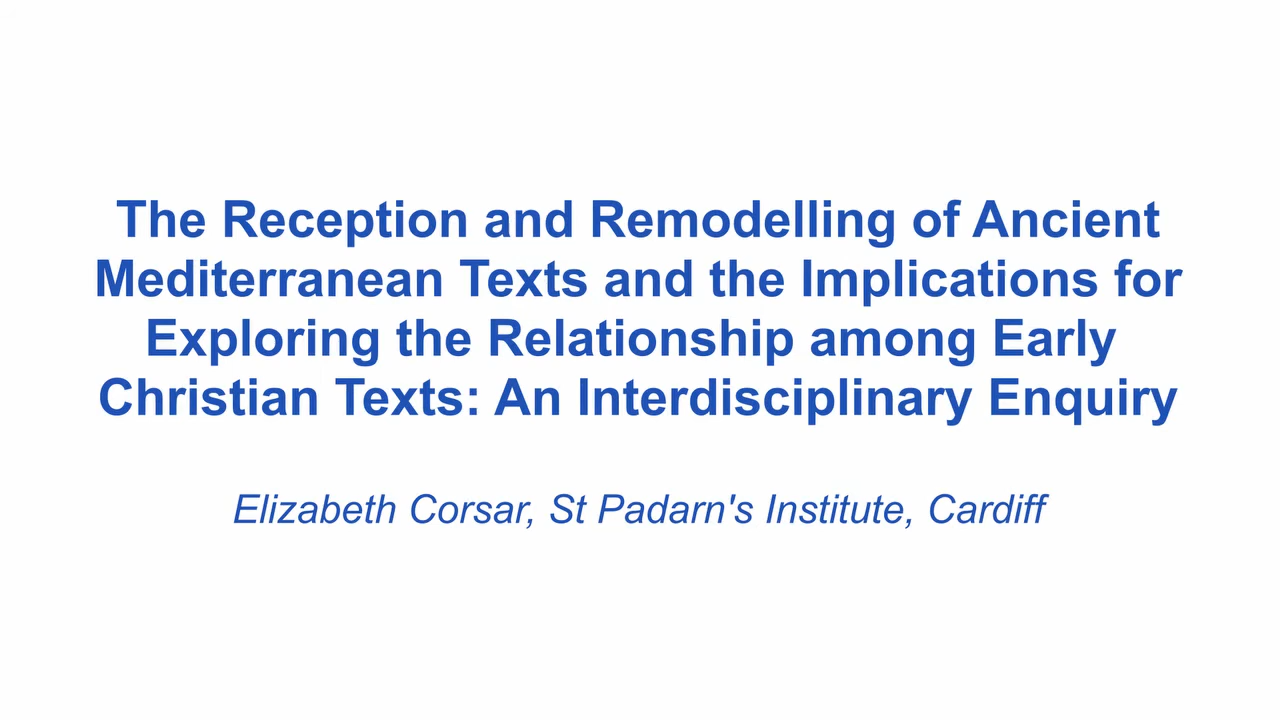 The Reception and Remodelling of Ancient
Mediterranean Texts and the Implications for
Exploring the Relationship among Early
Christian Texts: An Interdisciplinary Enquiry
Elizabeth Corsar, St Padarn's Institute, Cardiff